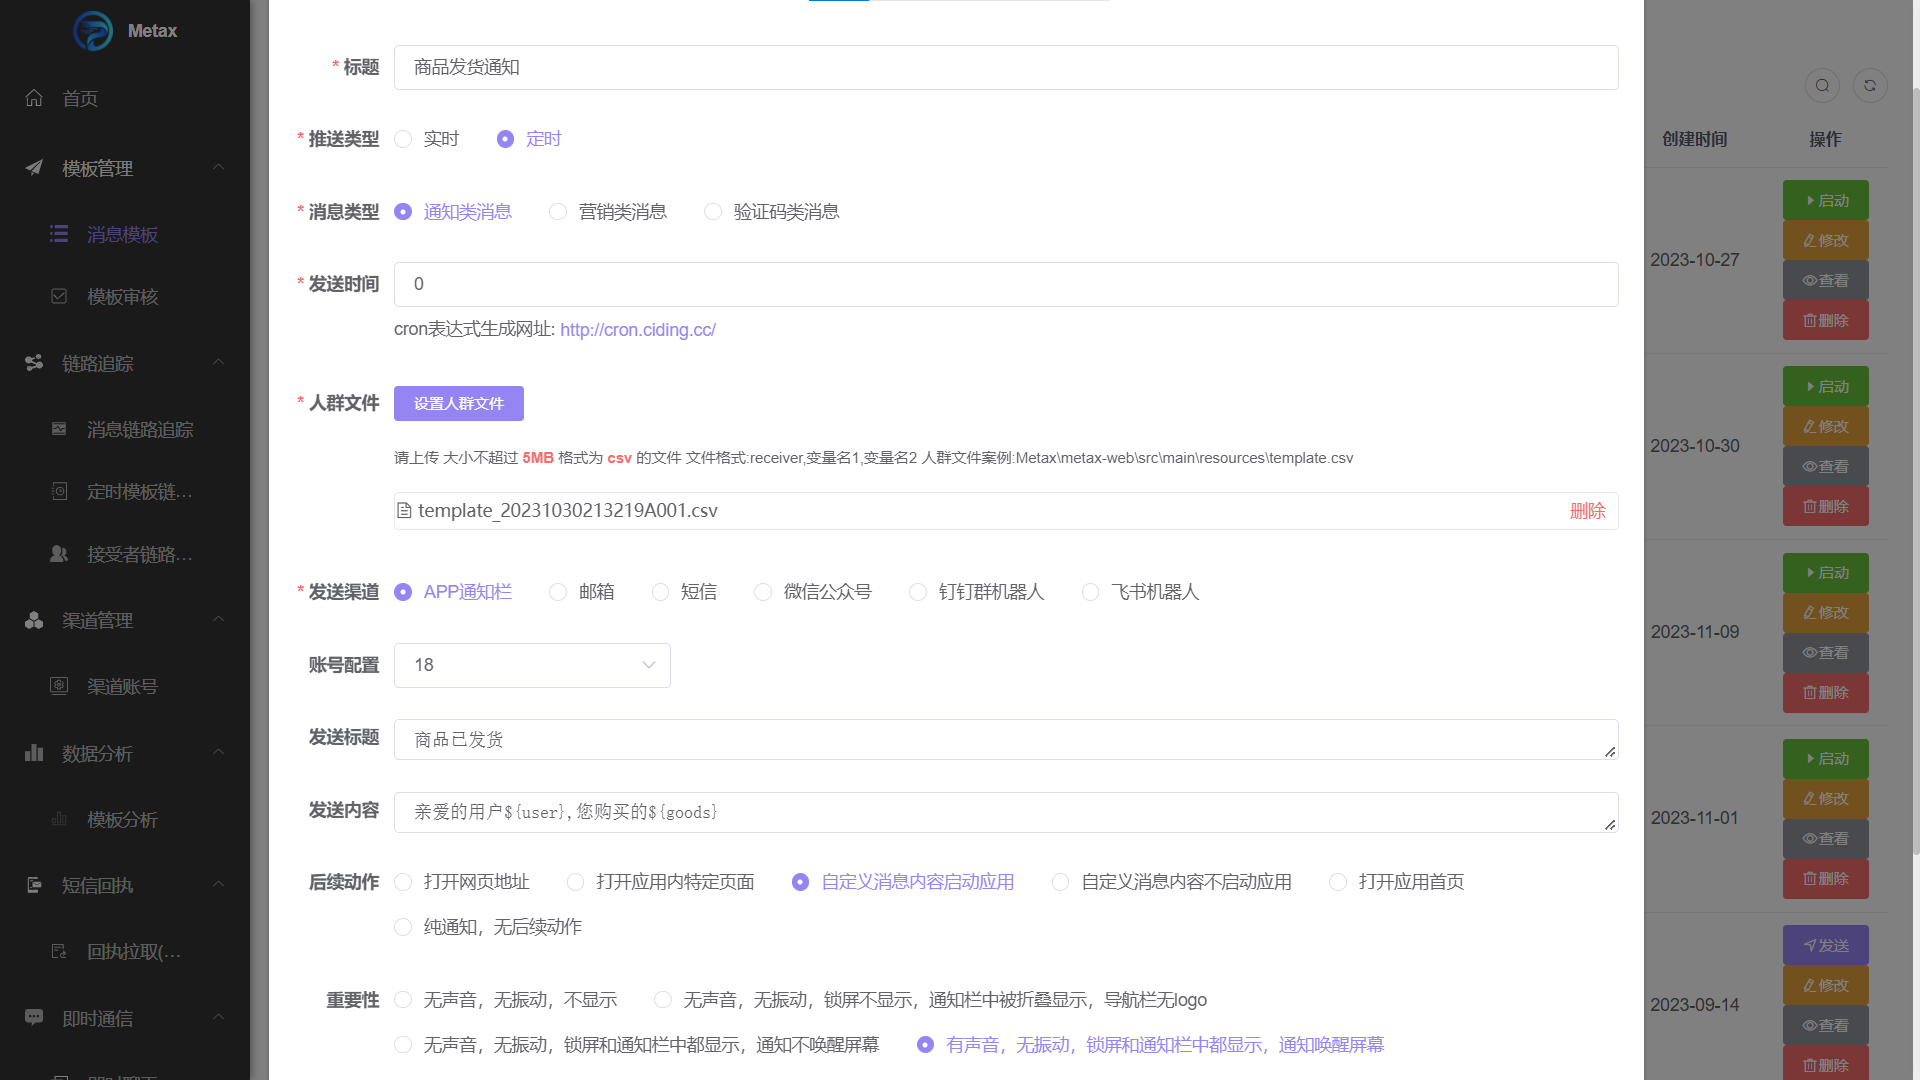 Metax
首页
模板管理
消息模板
模板审核
链路追踪
消息链路追踪
定时模板链...
接受者链路...
渠道管理
渠道账号
数据分析
模板分析
短信回执
回执拉取(...
即时通信
* 标题
商品发货通知
* 推送类型
实时
定时
* 消息类型
通知类消息
营销类消息
验证码类消息
* 发送时间
0
cron表达式生成网址: http://cron.ciding.cc/
* 人群文件
设置人群文件
请上传 大小不超过 5MB 格式为 csv 的文件 文件格式:receiver,变量名1,变量名2 人群文件案例:Metax\metax-web\src\main\resources\template.csv
template_20231030213219A001.csv
删除
* 发送渠道
APP通知栏
邮箱
短信
微信公众号
钉钉群机器人
飞书机器人
账号配置
18
发送标题
商品已发货
发送内容
亲爱的用户${user},您购买的${goods}
后续动作
打开网页地址
打开应用内特定页面
自定义消息内容启动应用
自定义消息内容不启动应用
打开应用首页
纯通知，无后续动作
重要性
无声音，无振动，不显示
无声音，无振动，锁屏不显示，通知栏中被折叠显示，导航栏无logo
无声音，无振动，锁屏和通知栏中都显示，通知不唤醒屏幕
有声音，无振动，锁屏和通知栏中都显示，通知唤醒屏幕
创建时间
操作
2023-10-27
启动
修改
查看
删除
2023-10-30
启动
修改
查看
删除
2023-11-09
启动
修改
查看
删除
2023-11-01
启动
修改
查看
删除
2023-09-14
发送
修改
查看
删除